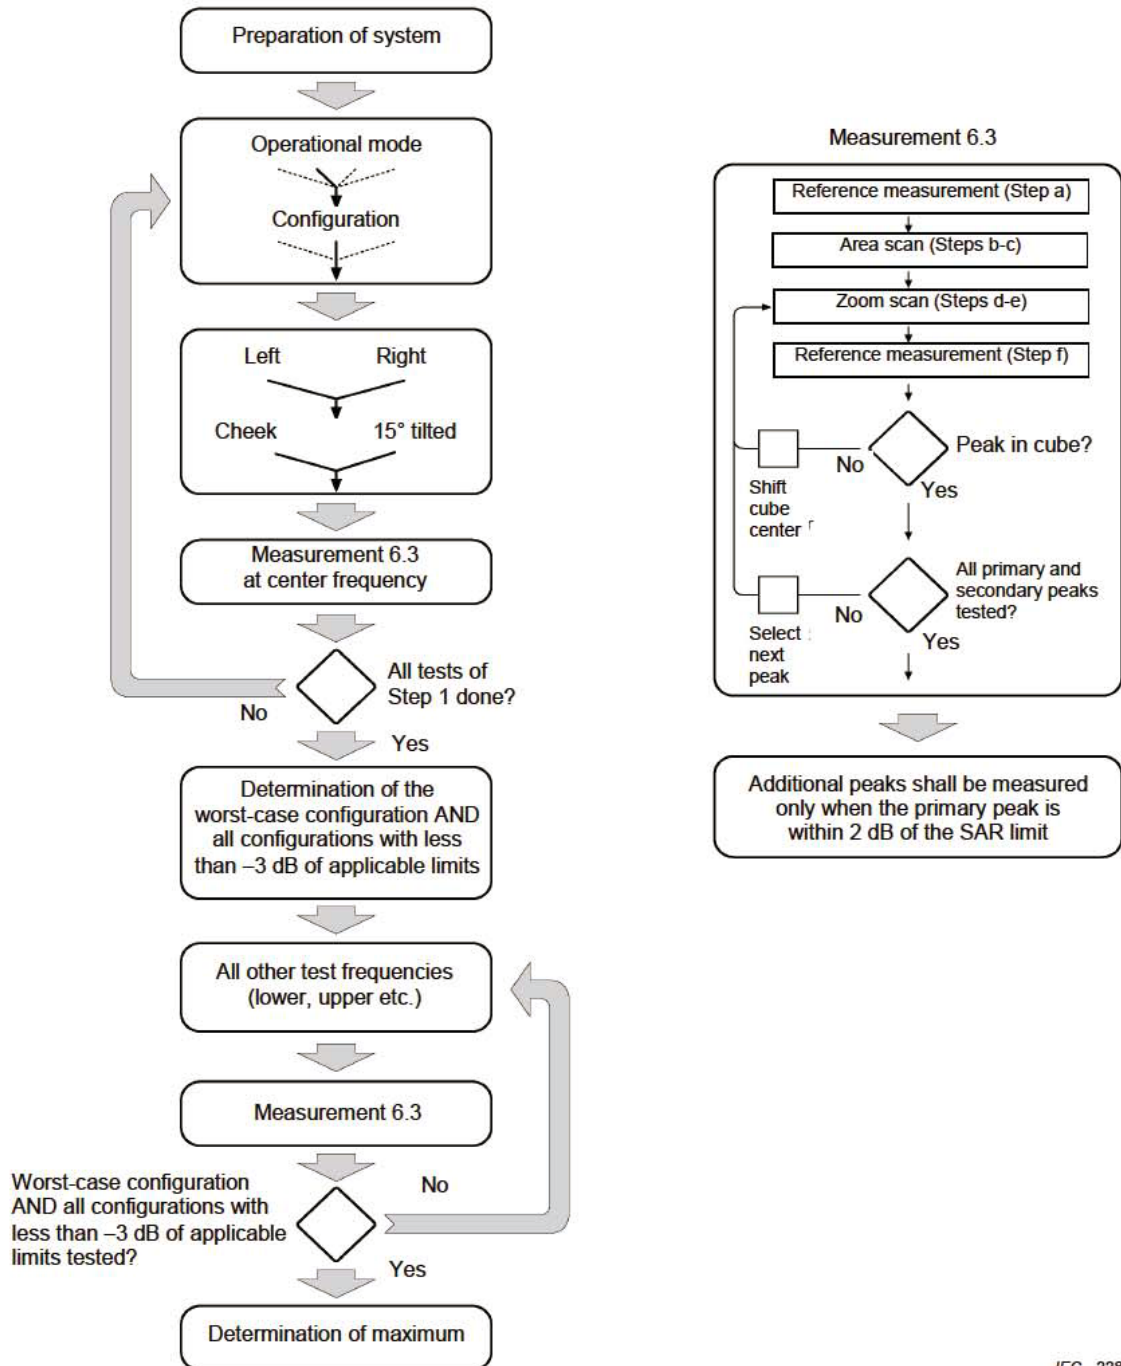 Preparation of system
Operational mode
Configuration
Left
Right
Cheek
15° tilted
Measurement 6.3
at center frequency
All tests of
Step 1 done?
No
Yes
Determination of the
worst-case configuration AND
all configurations with less
than –3 dB of applicable limits
All other test frequencies
(lower, upper etc.)
Measurement 6.3
Worst-case configuration
AND all configurations with
less than –3 dB of applicable
limits tested?
No
Yes
Determination of maximum
Measurement 6.3
Reference measurement (Step a)
Area scan (Steps b-c)
Zoom scan (Steps d-e)
Reference measurement (Step f)
Peak in cube?
No
Yes
Shift
cube
center
All primary and
secondary peaks
tested?
No
Yes
Select
next
peak
Additional peaks shall be measured
only when the primary peak is
within 2 dB of the SAR limit